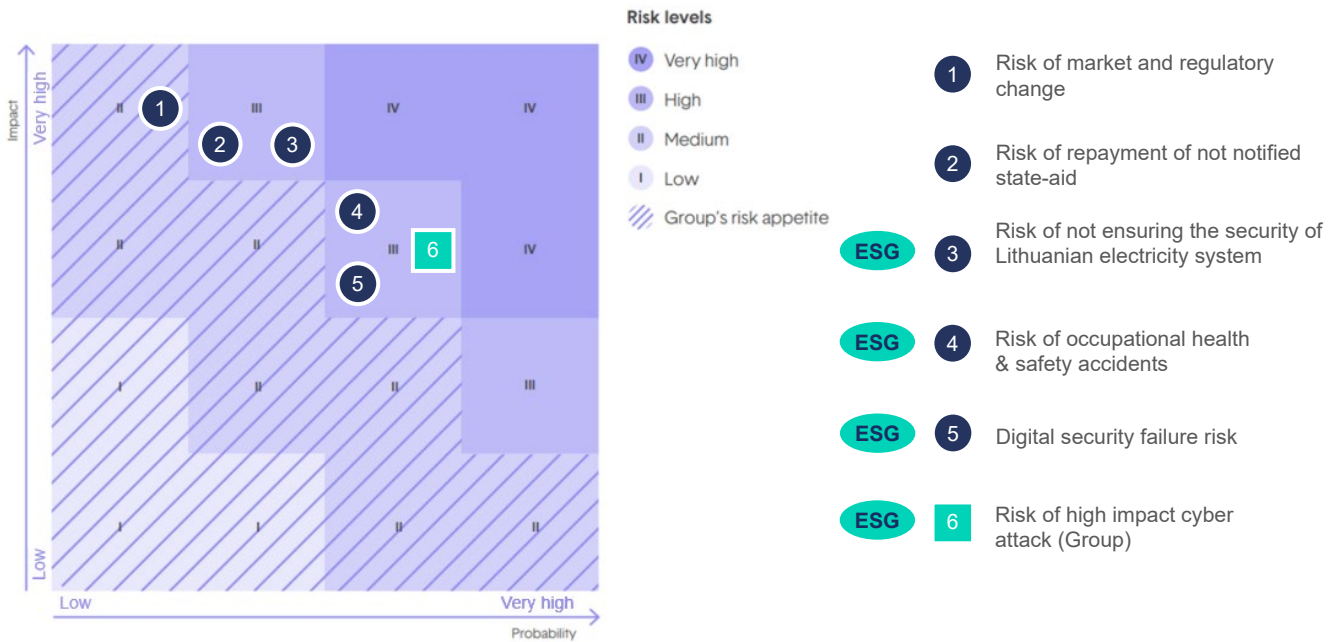 Impact
Very high
Low
II
1
III
2
3
IV
IV
II
II
4
III
6
5
IV
I
II
II
III
I
I
II
II
Low
Very high
Probability
Risk levels
IV Very high
III High
II Medium
I Low
Group's risk appetite
1 Risk of market and regulatory
change
2 Risk of repayment of not notified
state-aid
ESG 3 Risk of not ensuring the security of
Lithuanian electricity system
ESG 4 Risk of occupational health
& safety accidents
ESG 5 Digital security failure risk
ESG 6 Risk of high impact cyber
attack (Group)